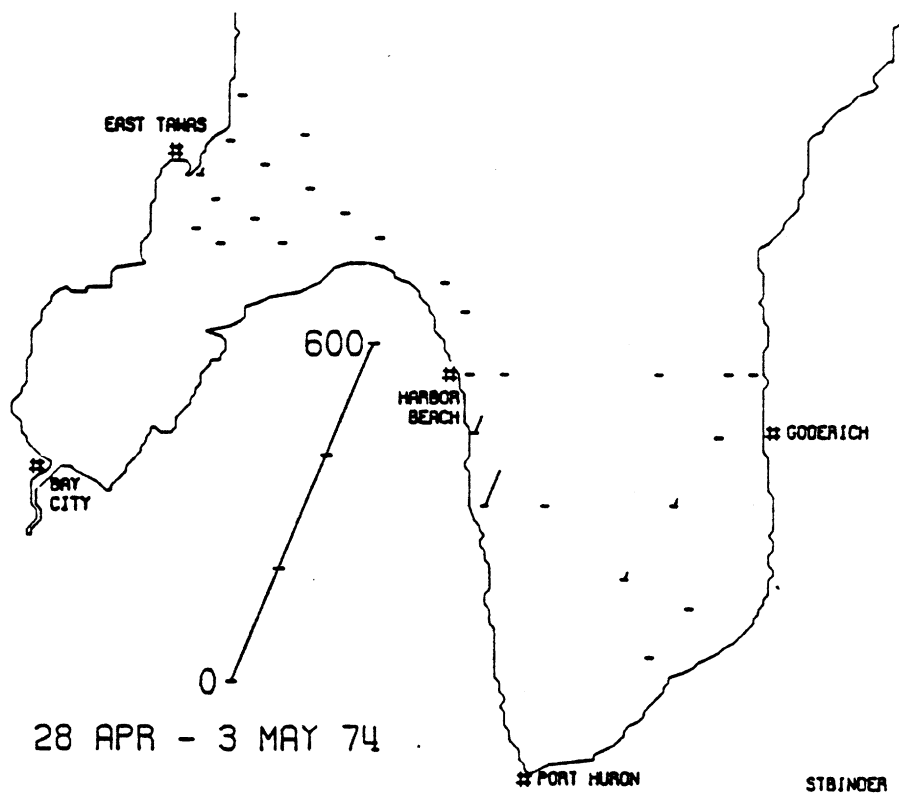 EAST TAWAS
#
600
#
HARBOR
BEACH
# GODERICH
#
BAY
CITY
0
28 APR - 3 MAY 74
# PORT HURON
STBINDER